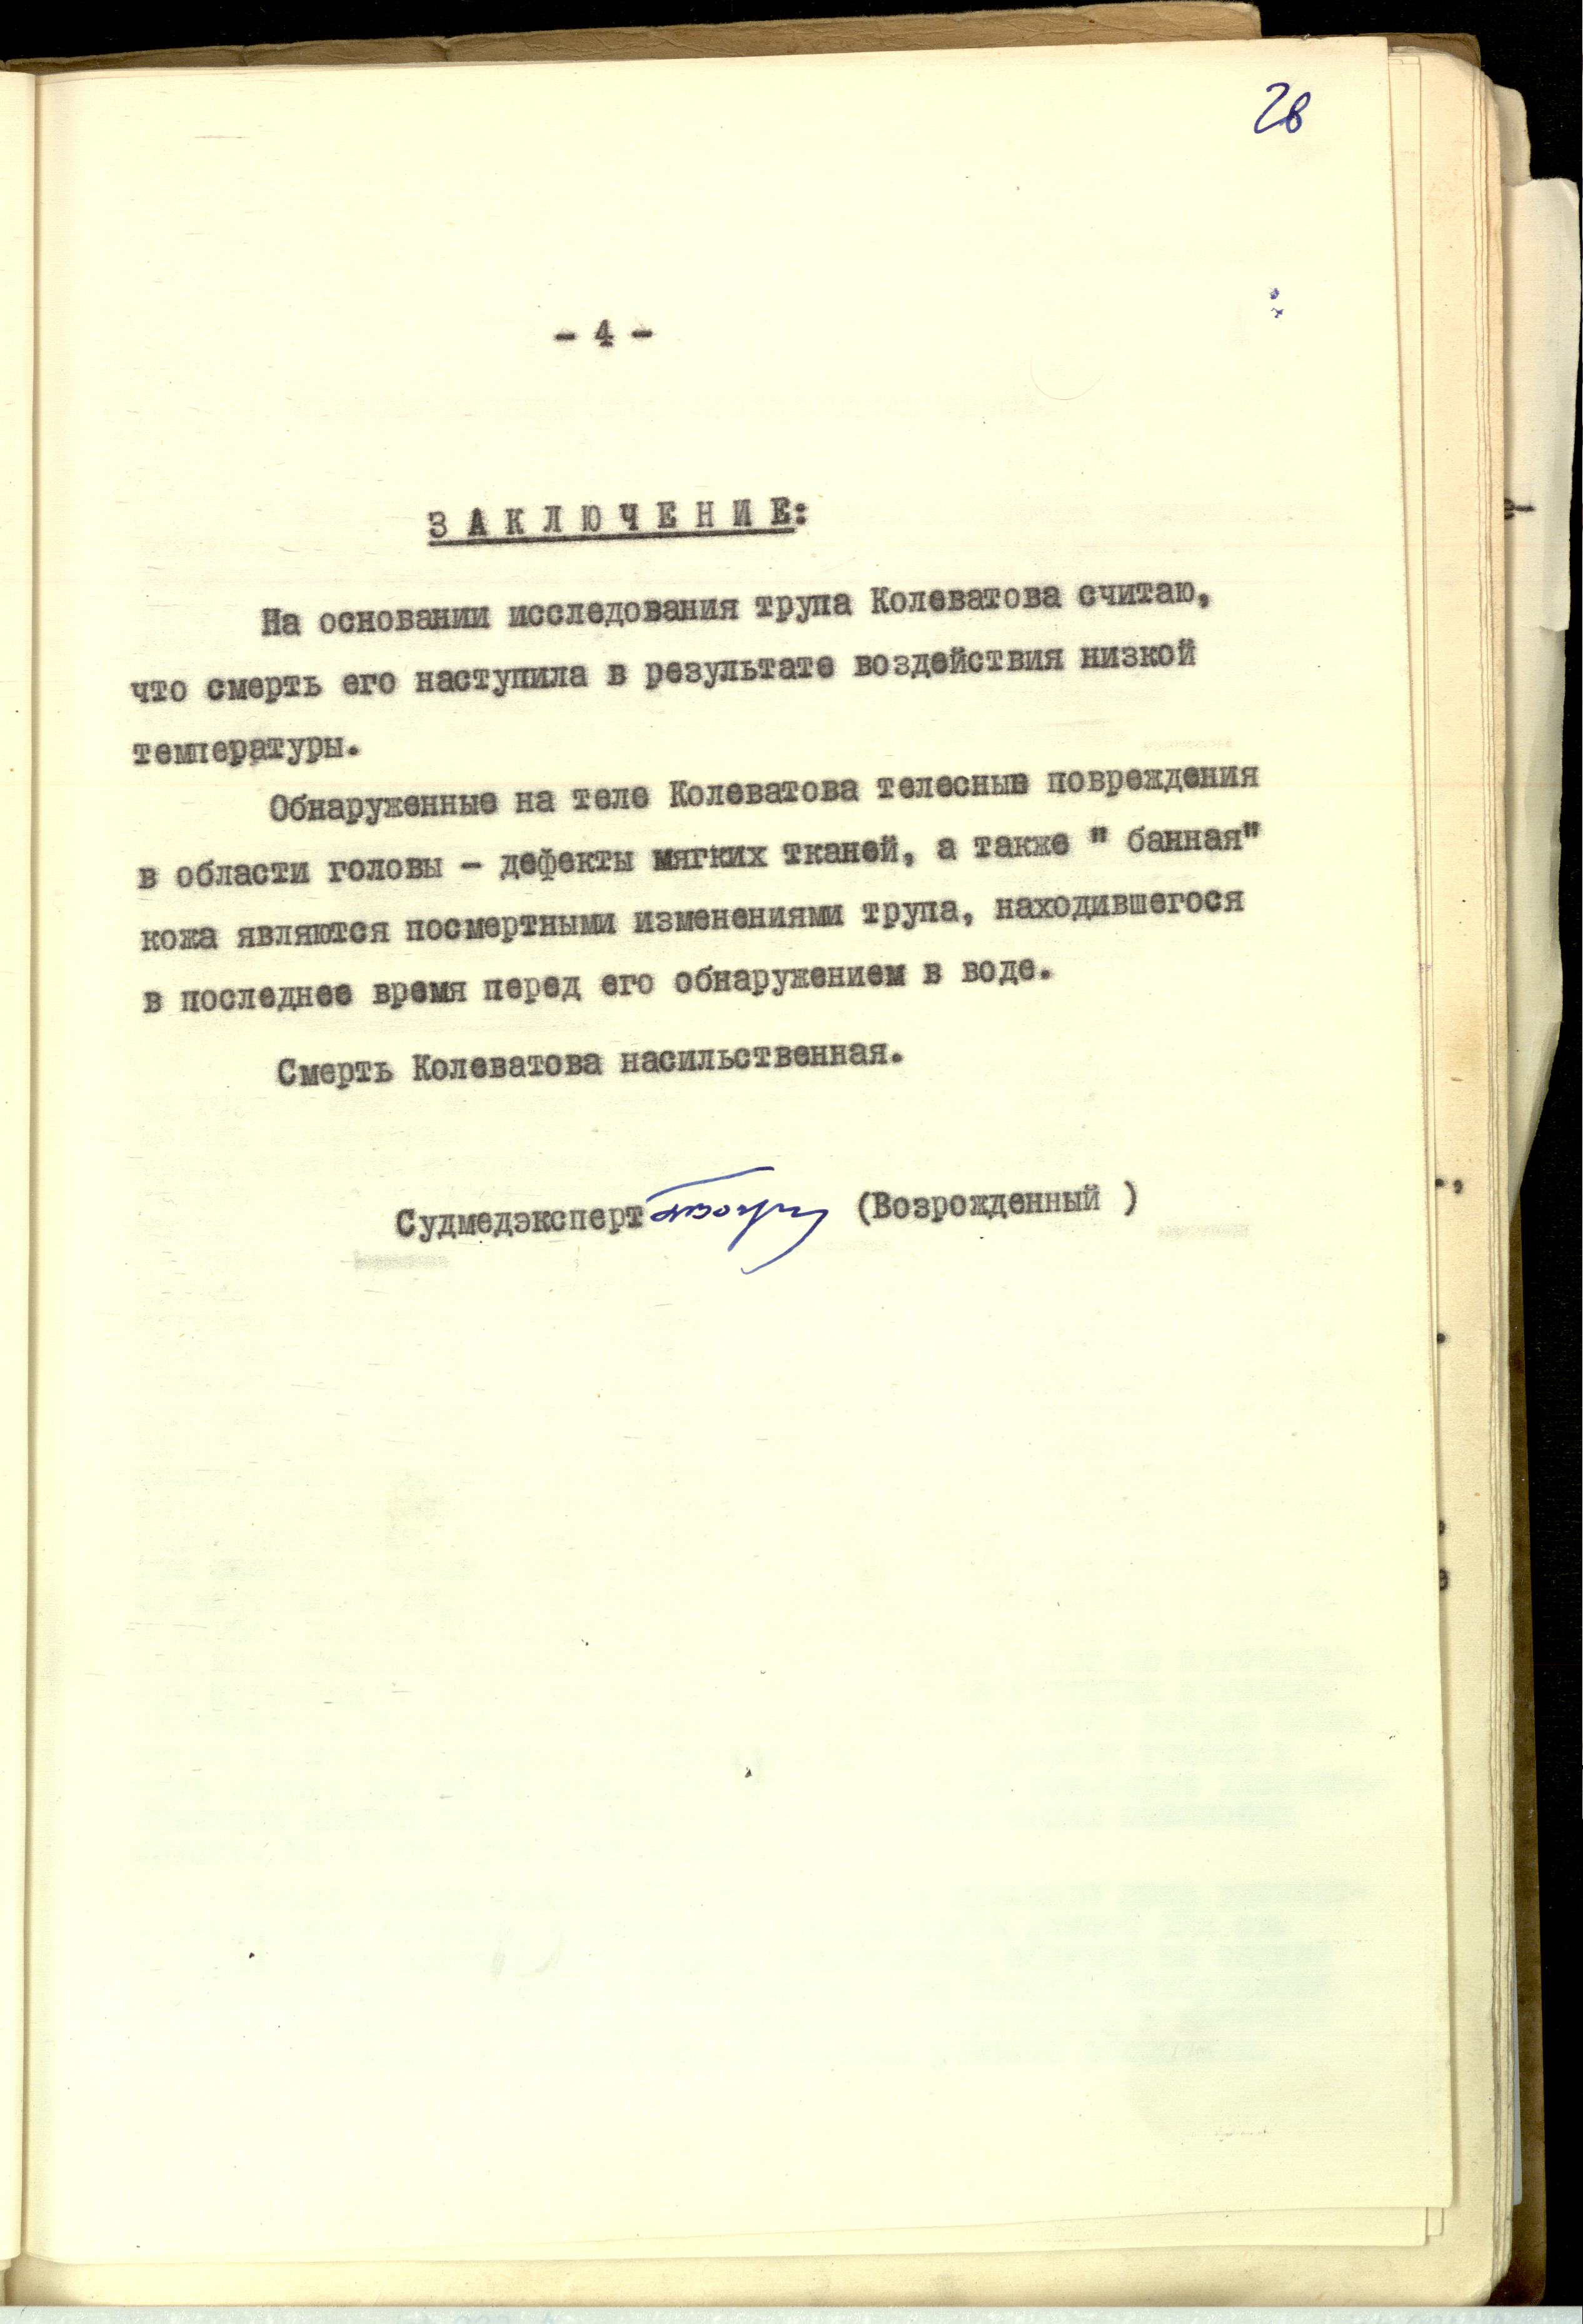 28
- 4 -
ЗАКЛЮЧЕНИЕ:
На основании исследования трупа Колеватова считаю,
что смерть его наступила в результате воздействия низкой
температуры.
Обнаруженные на теле Колеватова телесные повреждения
в области головы - дефекты мягких тканей, а также " банная"
кожа являются посмертными изменениями трупа, находившегося
в последнее время перед его обнаружением в воде.
Смерть Колеватова насильственная.
Судмедэксперт (Возрожденный )